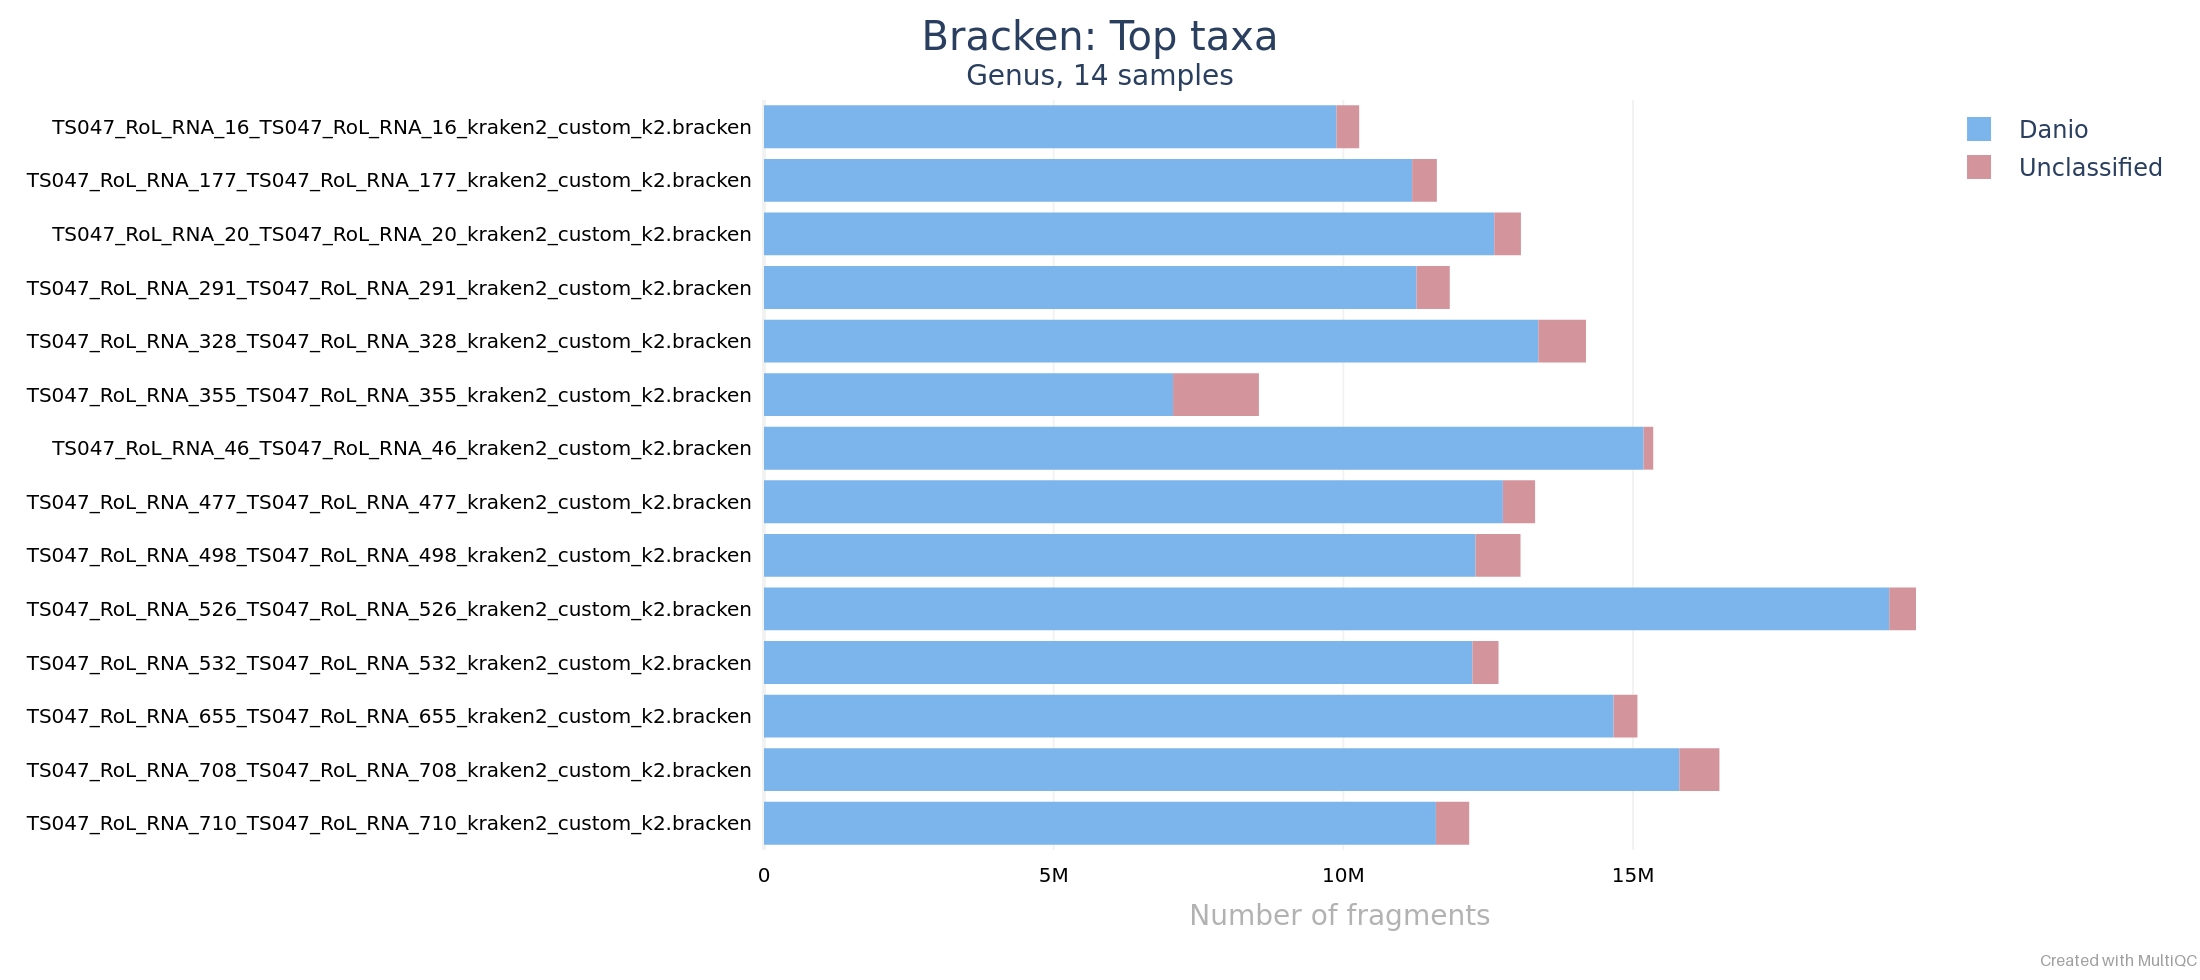 Bracken: Top taxa
Genus, 14 samples
TS047_RoL_RNA_16_TS047_RoL_RNA_16_kraken2_custom_k2.bracken
TS047_RoL_RNA_177_TS047_RoL_RNA_177_kraken2_custom_k2.bracken
TS047_RoL_RNA_20_TS047_RoL_RNA_20_kraken2_custom_k2.bracken
TS047_RoL_RNA_291_TS047_RoL_RNA_291_kraken2_custom_k2.bracken
TS047_RoL_RNA_328_TS047_RoL_RNA_328_kraken2_custom_k2.bracken
TS047_RoL_RNA_355_TS047_RoL_RNA_355_kraken2_custom_k2.bracken
TS047_RoL_RNA_46_TS047_RoL_RNA_46_kraken2_custom_k2.bracken
TS047_RoL_RNA_477_TS047_RoL_RNA_477_kraken2_custom_k2.bracken
TS047_RoL_RNA_498_TS047_RoL_RNA_498_kraken2_custom_k2.bracken
TS047_RoL_RNA_526_TS047_RoL_RNA_526_kraken2_custom_k2.bracken
TS047_RoL_RNA_532_TS047_RoL_RNA_532_kraken2_custom_k2.bracken
TS047_RoL_RNA_655_TS047_RoL_RNA_655_kraken2_custom_k2.bracken
TS047_RoL_RNA_708_TS047_RoL_RNA_708_kraken2_custom_k2.bracken
TS047_RoL_RNA_710_TS047_RoL_RNA_710_kraken2_custom_k2.bracken
0 5M 10M 15M
Number of fragments
Danio
Unclassified
Created with MultiQC